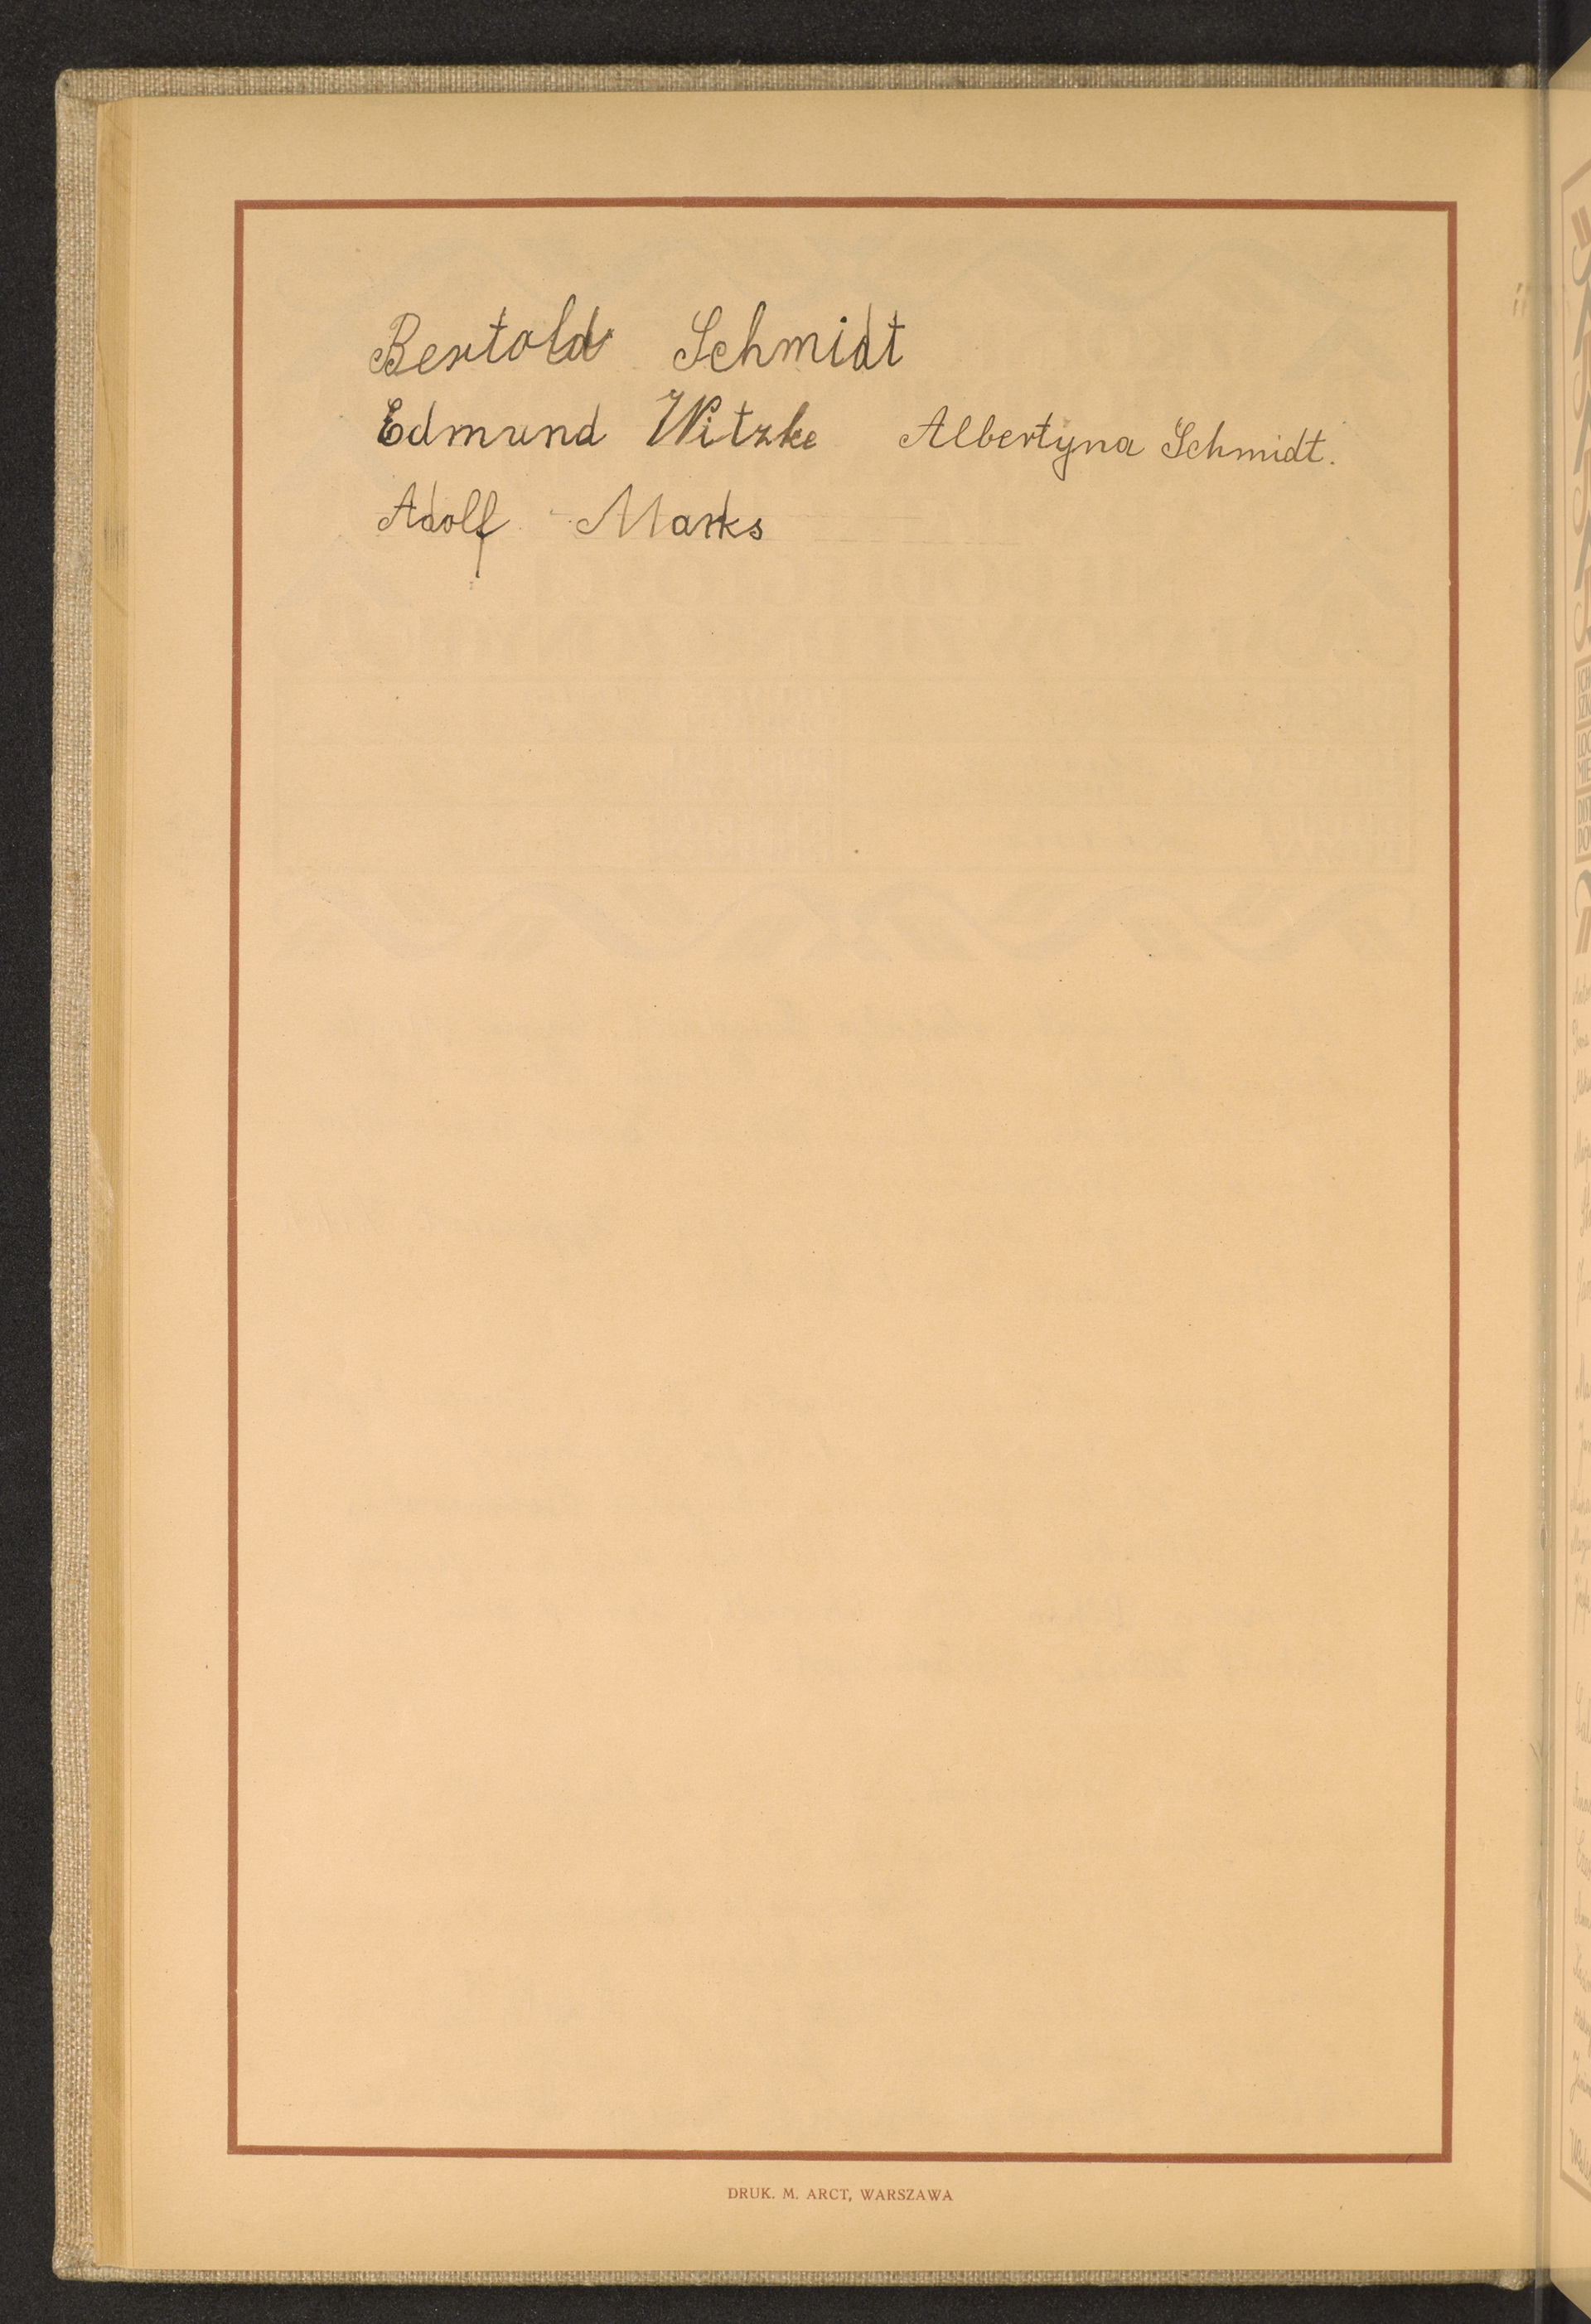 Bertold Schmidt
Edmund Witzke Albertyna Schmidt.
Adolf Marks
DRUK. M. ARCT, WARSZAWA